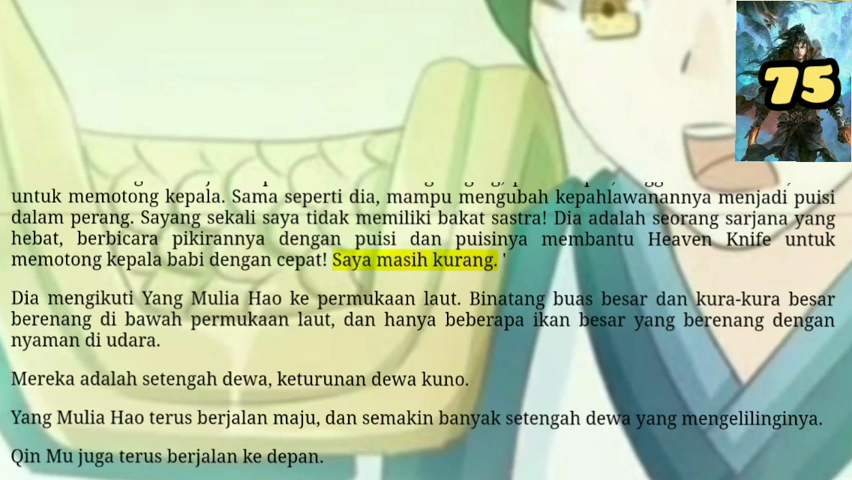 75
untuk memotong kepala. Sama seperti dia, mampu mengubah kepahlawanannya menjadi puisi
dalam perang. Sayang sekali saya tidak memiliki bakat sastra! Dia adalah seorang sarjana yang
hebat, berbicara pikirannya dengan puisi dan puisinya membantu Heaven Knife untuk
memotong kepala babi dengan cepat! Saya masih kurang. '
Dia mengikuti Yang Mulia Hao ke permukaan laut. Binatang buas besar dan kura-kura besar
berenang di bawah permukaan laut, dan hanya beberapa ikan besar yang berenang dengan
nyaman di udara.
Mereka adalah setengah dewa, keturunan dewa kuno.
Yang Mulia Hao terus berjalan maju, dan semakin banyak setengah dewa yang mengelilinginya.
Qin Mu juga terus berjalan ke depan.